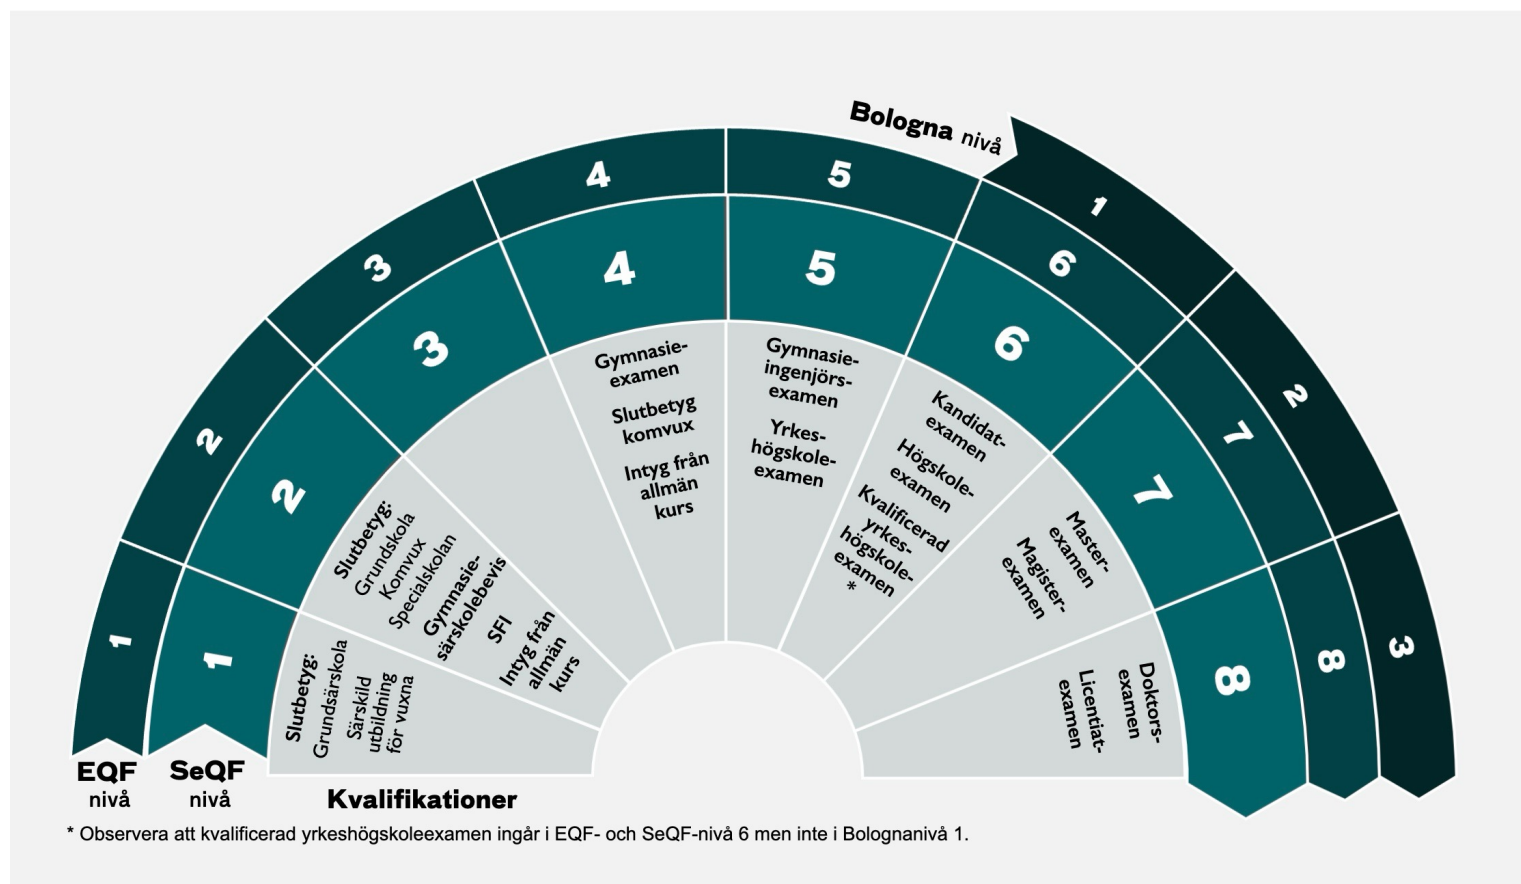 Bologna nivå
1
2
3
1
2
3
4
5
6
7
8
1
2
3
4
5
6
7
8
Slutbetyg:
Grundsärskola
Särskild
utbildning
för vuxna
Slutbetyg:
Grundskola
Komvux
Specialskolan
Gymnasie-
särskolebevis
SFI
Intyg från
allmän
kurs
Gymnasie-
examen
Slutbetyg
komvux
Intyg från
allmän
kurs
Gymnasie-
ingenjörs-
examen
Yrkes-
högskole-
examen
Kandidat-
examen
Högskole-
examen
Kvalificerad
yrkes-
högskole-
examen
*
Master-
examen
Magister-
examen
Doktors-
examen
Licentiat-
examen
EQF
nivå
SeQF
nivå
Kvalifikationer
* Observera att kvalificerad yrkeshögskoleexamen ingår i EQF- och SeQF-nivå 6 men inte i Bolognanivå 1.